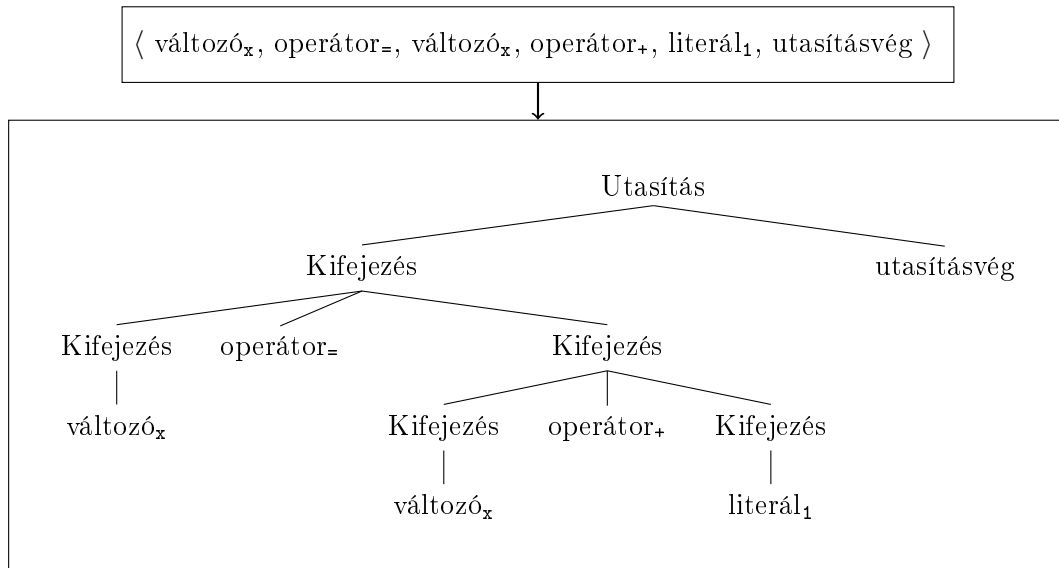 ⟨ változóₓ, operátor₌, változóₓ, operátor₊, literál₁, utasításvég ⟩
Utasítás
Kifejezés utasításvég
Kifejezés operátor₌ Kifejezés
változóₓ Kifejezés operátor₊ Kifejezés
változóₓ literál₁